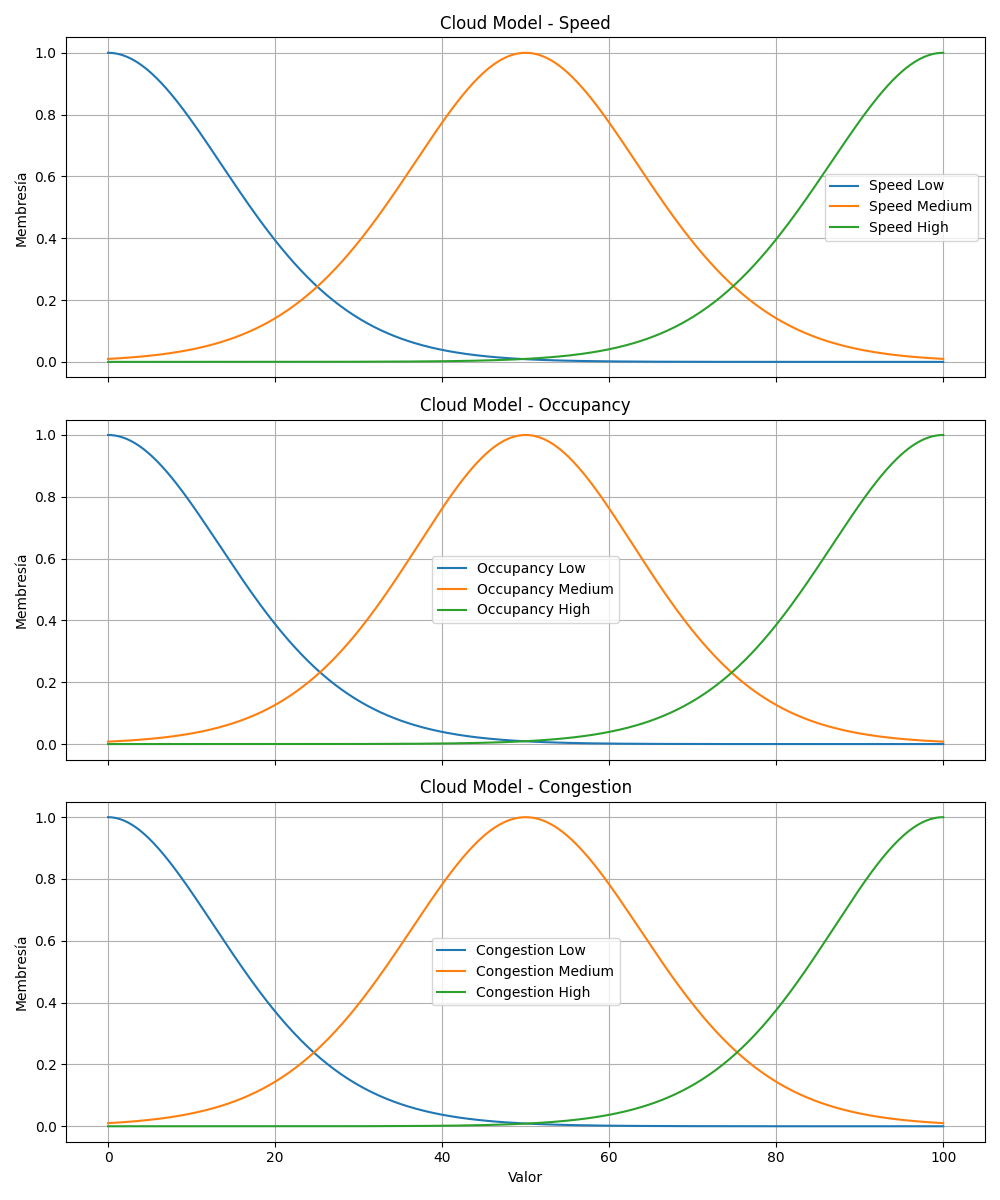 Cloud Model - Speed
1.0
0.8
0.6
0.4
0.2
0.0
Membresía
Speed Low
Speed Medium
Speed High
Cloud Model - Occupancy
1.0
0.8
0.6
0.4
0.2
0.0
Membresía
Occupancy Low
Occupancy Medium
Occupancy High
Cloud Model - Congestion
1.0
0.8
0.6
0.4
0.2
0.0
Membresía
Congestion Low
Congestion Medium
Congestion High
0 20 40 60 80 100
Valor